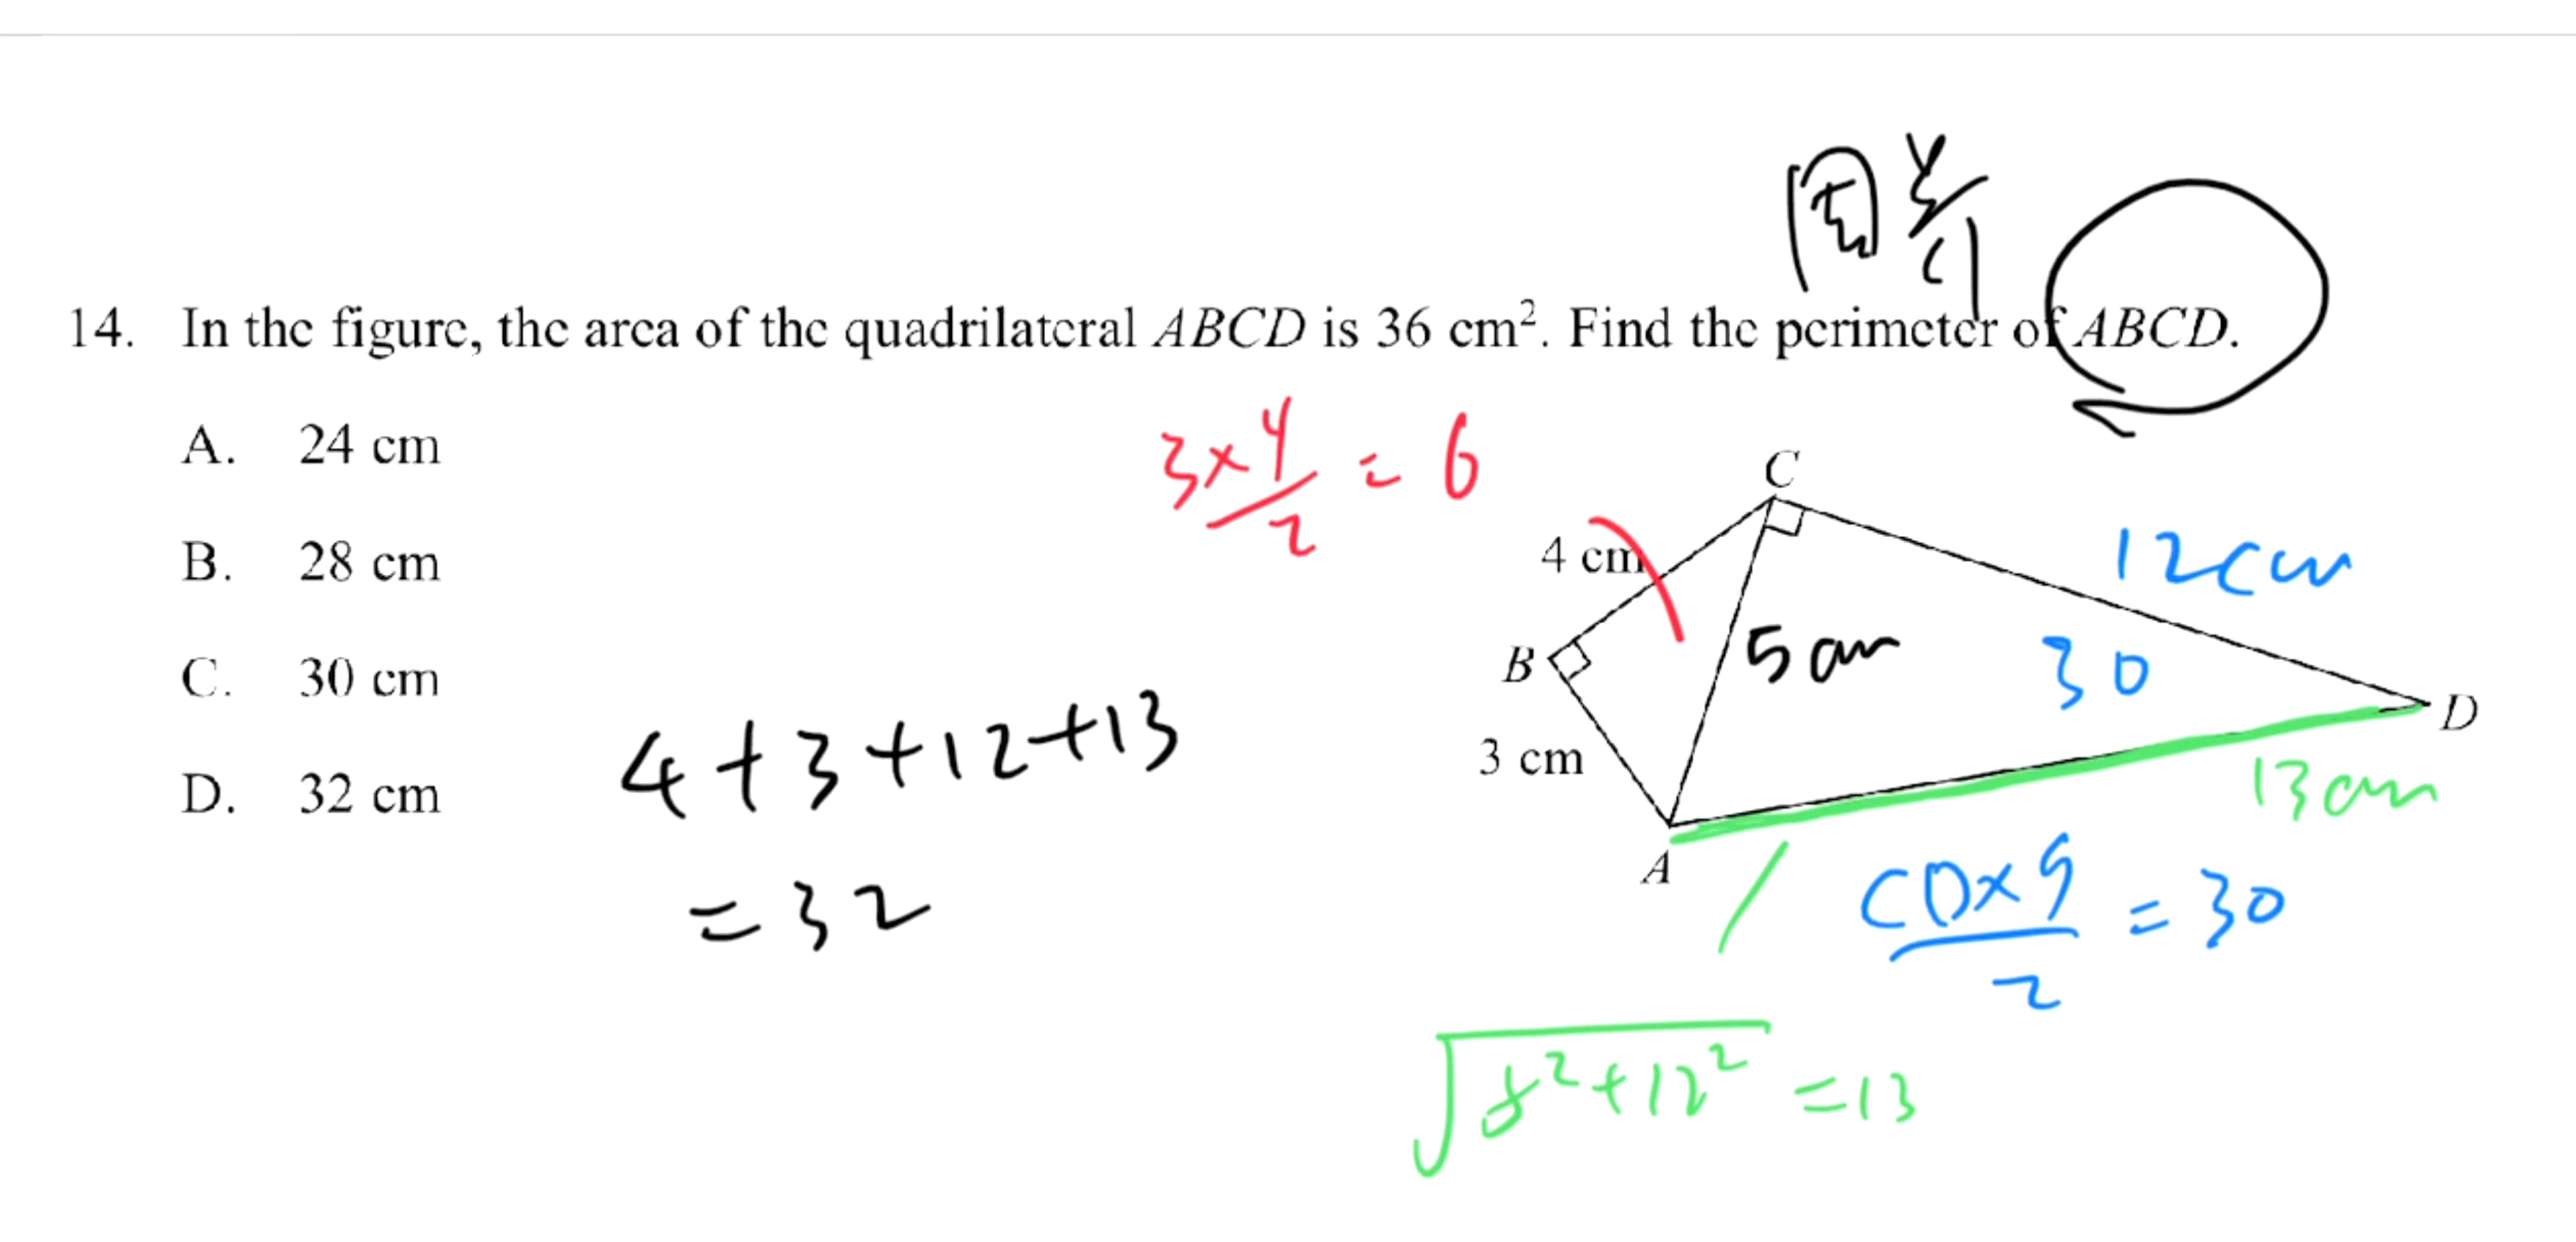 14. In the figure, the area of the quadrilateral ABCD is 36 cm². Find the perimeter of ABCD.
A. 24 cm
B. 28 cm
C. 30 cm
D. 32 cm
3×4/2 = 6
C
4 cm
12cm
B
5cm
30
D
3 cm
13cm
A
4+3+12+13
=32
CD×5/2 = 30
√5²+12² =13